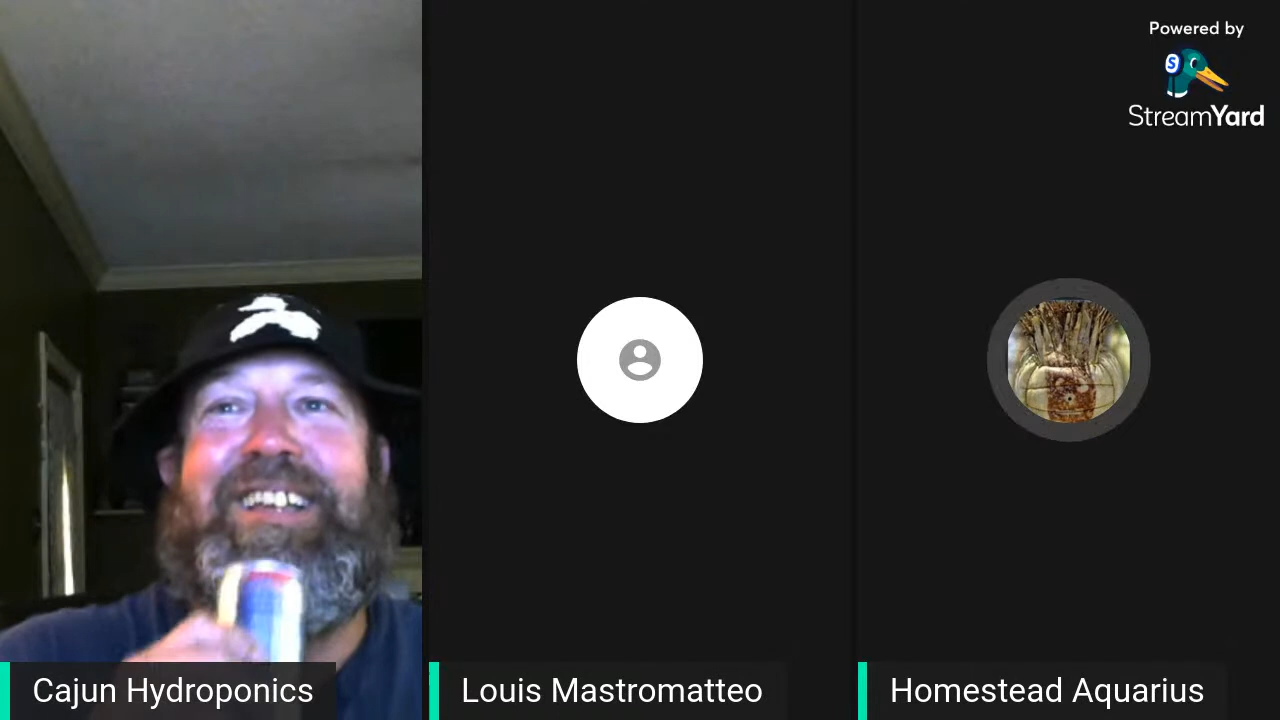 Powered by
S
StreamYard
Cajun Hydroponics
Louis Mastromatteo
Homestead Aquarius